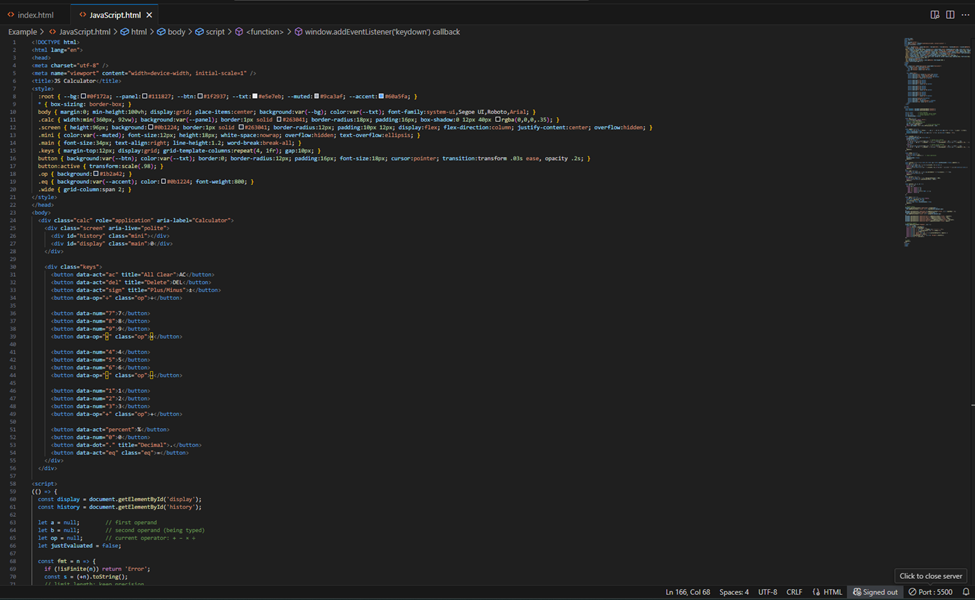 index.html
JavaScript.html
Example > JavaScript.html > html > body > script > <function> > window.addEventListener('keydown') callback
1 <!DOCTYPE html>
2 <html lang="en">
3 <head>
4 <meta charset="utf-8" />
5 <meta name="viewport" content="width=device-width, initial-scale=1" />
6 <title>JS Calculator</title>
7 <style>
8 :root { --bg:#0f172a; --panel:#111827; --btn:#1f2937; --txt:#e5e7eb; --muted:#9ca3af; --accent:#60a5fa; }
9 * { box-sizing: border-box; }
10 body { margin:0; min-height:100vh; display:grid; place-items:center; background:var(--bg); color:var(--txt); font-family:system-ui,Segoe UI,Roboto,Arial; }
11 .calc { width:min(360px, 92vw); background:var(--panel); border:1px solid #263041; border-radius:18px; padding:16px; box-shadow:0 12px 40px rgba(0,0,0,.35); }
12 .screen { height:96px; background:#0b1224; border:1px solid #263041; border-radius:12px; padding:10px 12px; display:flex; flex-direction:column; justify-content:center; overflow:hidden; }
13 .mini { color:var(--muted); font-size:12px; height:18px; white-space:nowrap; overflow:hidden; text-overflow:ellipsis; }
14 .main { font-size:34px; text-align:right; line-height:1.2; word-break:break-all; }
15 .keys { margin-top:12px; display:grid; grid-template-columns:repeat(4, 1fr); gap:10px; }
16 button { background:var(--btn); color:var(--txt); border:0; border-radius:12px; padding:16px; font-size:18px; cursor:pointer; transition:transform .03s ease, opacity .2s; }
17 button:active { transform:scale(.98); }
18 .op { background:#1b2a42; }
19 .eq { background:var(--accent); color:#0b1224; font-weight:800; }
20 .wide { grid-column:span 2; }
21 </style>
22 </head>
23 <body>
24 <div class="calc" role="application" aria-label="Calculator">
25 <div class="screen" aria-live="polite">
26 <div id="history" class="mini"></div>
27 <div id="display" class="main">0</div>
28 </div>
29
30 <div class="keys">
31 <button data-act="ac" title="All Clear">AC</button>
32 <button data-act="del" title="Delete">DEL</button>
33 <button data-act="sign" title="Plus/Minus">±</button>
34 <button data-op="÷" class="op">÷</button>
35
36 <button data-num="7">7</button>
37 <button data-num="8">8</button>
38 <button data-num="9">9</button>
39 <button data-op="×" class="op">×</button>
40
41 <button data-num="4">4</button>
42 <button data-num="5">5</button>
43 <button data-num="6">6</button>
44 <button data-op="−" class="op">−</button>
45
46 <button data-num="1">1</button>
47 <button data-num="2">2</button>
48 <button data-num="3">3</button>
49 <button data-op="+" class="op">+</button>
50
51 <button data-act="percent">%</button>
52 <button data-num="0">0</button>
53 <button data-dot="." title="Decimal">.</button>
54 <button data-act="eq" class="eq">=</button>
55 </div>
56 </div>
57
58 <script>
59 (() => {
60 const display = document.getElementById('display');
61 const history = document.getElementById('history');
62
63 let a = null; // first operand
64 let b = null; // second operand (being typed)
65 let op = null; // current operator: + − × ÷
66 let justEvaluated = false;
67
68 const fmt = n => {
69 if (!isFinite(n)) return 'Error';
70 const s = (+n).toString();
71 // limit length; keep precision
Click to close server
Ln 166, Col 68 Spaces: 4 UTF-8 CRLF HTML Signed out Port : 5500